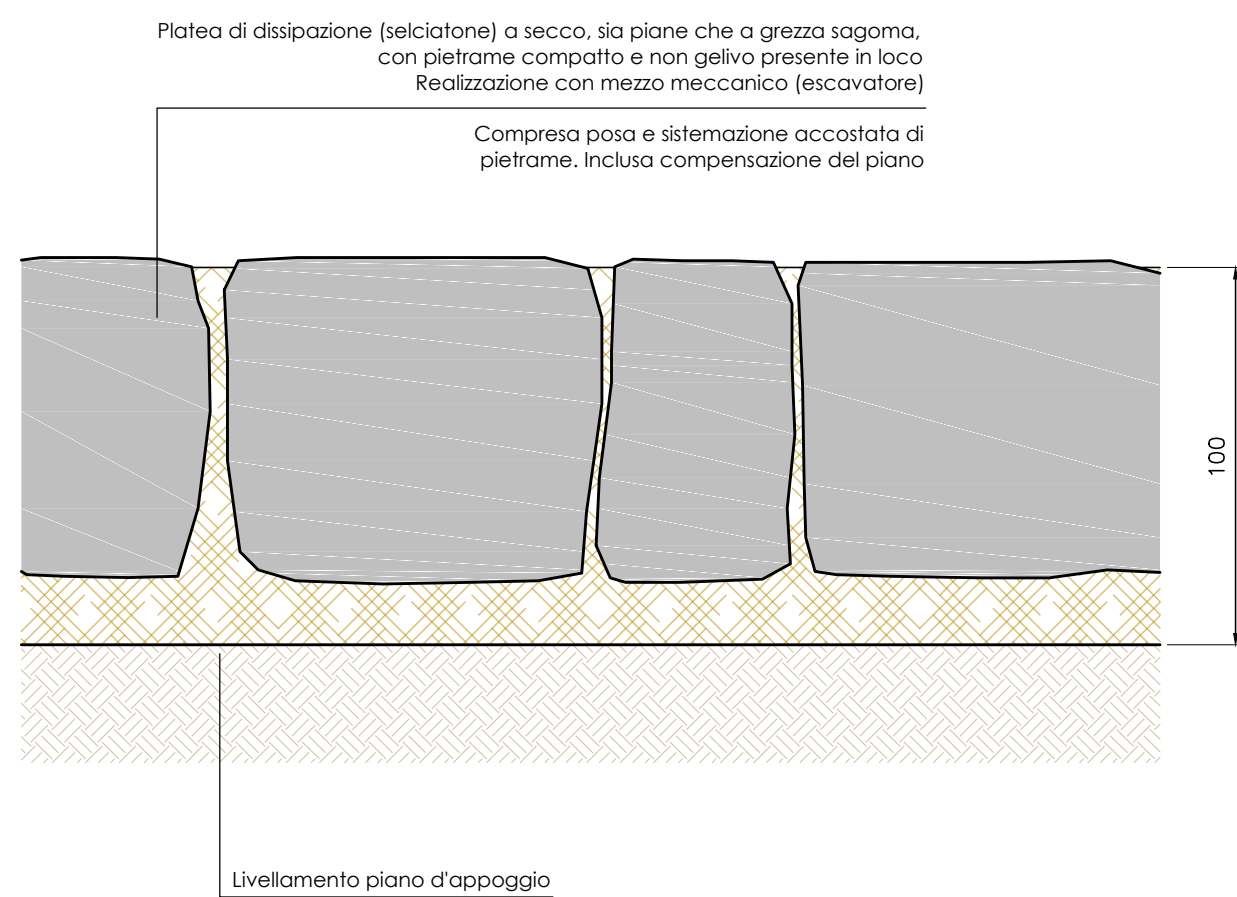 Platea di dissipazione (selciatone) a secco, sia piane che a grezza sagoma,
con pietrame compatto e non gelivo presente in loco
Realizzazione con mezzo meccanico (escavatore)
Compresa posa e sistemazione accostata di
pietrame. Inclusa compensazione del piano
100
Livellamento piano d'appoggio